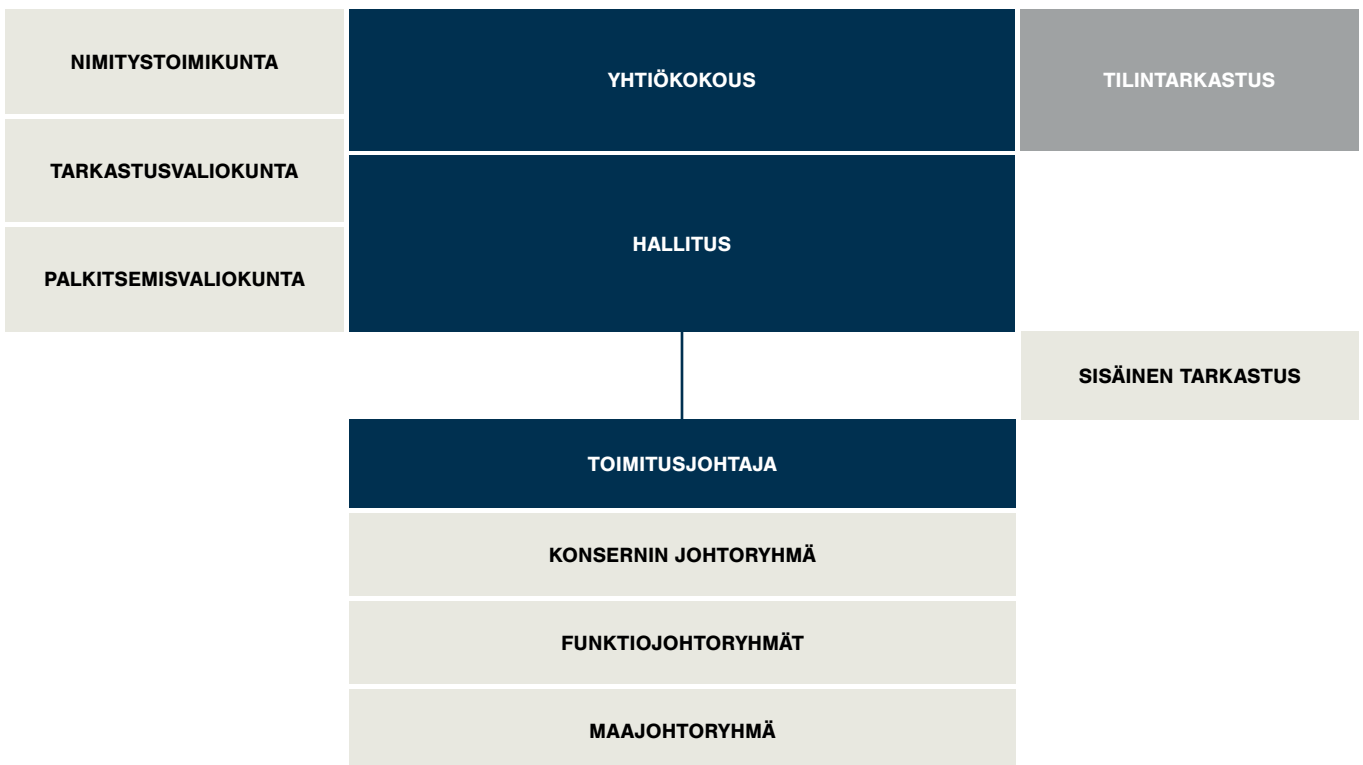 NIMITYSTOIMIKUNTA
YHTIÖKOKOUS
TILINTARKASTUS
TARKASTUSVALIOKUNTA
HALLITUS
PALKITSEMISVALIOKUNTA
SISÄINEN TARKASTUS
TOIMITUSJOHTAJA
KONSERNIN JOHTORYHMÄ
FUNKTIOJOHTORYHMÄT
MAAJOHTORYHMÄ